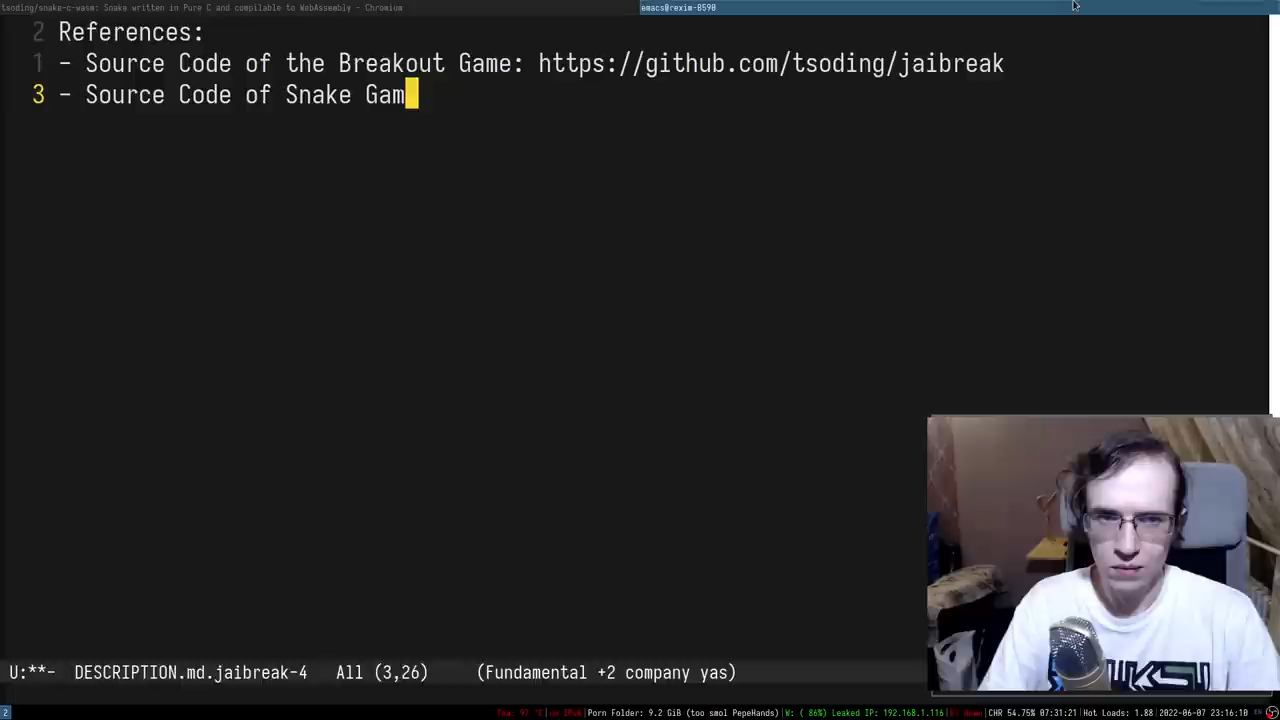 tsoding/snake-c-wasm: Snake written in Pure C and compilable to WebAssembly - Chromium
emacs@rexim-B590
2 References:
1 - Source Code of the Breakout Game: https://github.com/tsoding/jaibreak
3 - Source Code of Snake Gam
U:**- DESCRIPTION.md.jaibreak-4 All (3,26) (Fundamental +2 company yas)
2
Porn Folder: 9.2 GiB (too smol PepeHands)|W: ( 86%) Leaked IP: 192.168.1.116|CHR 54.75% 07:31:21|Hot Loads: 1.88|2022-06-07 23:16:10